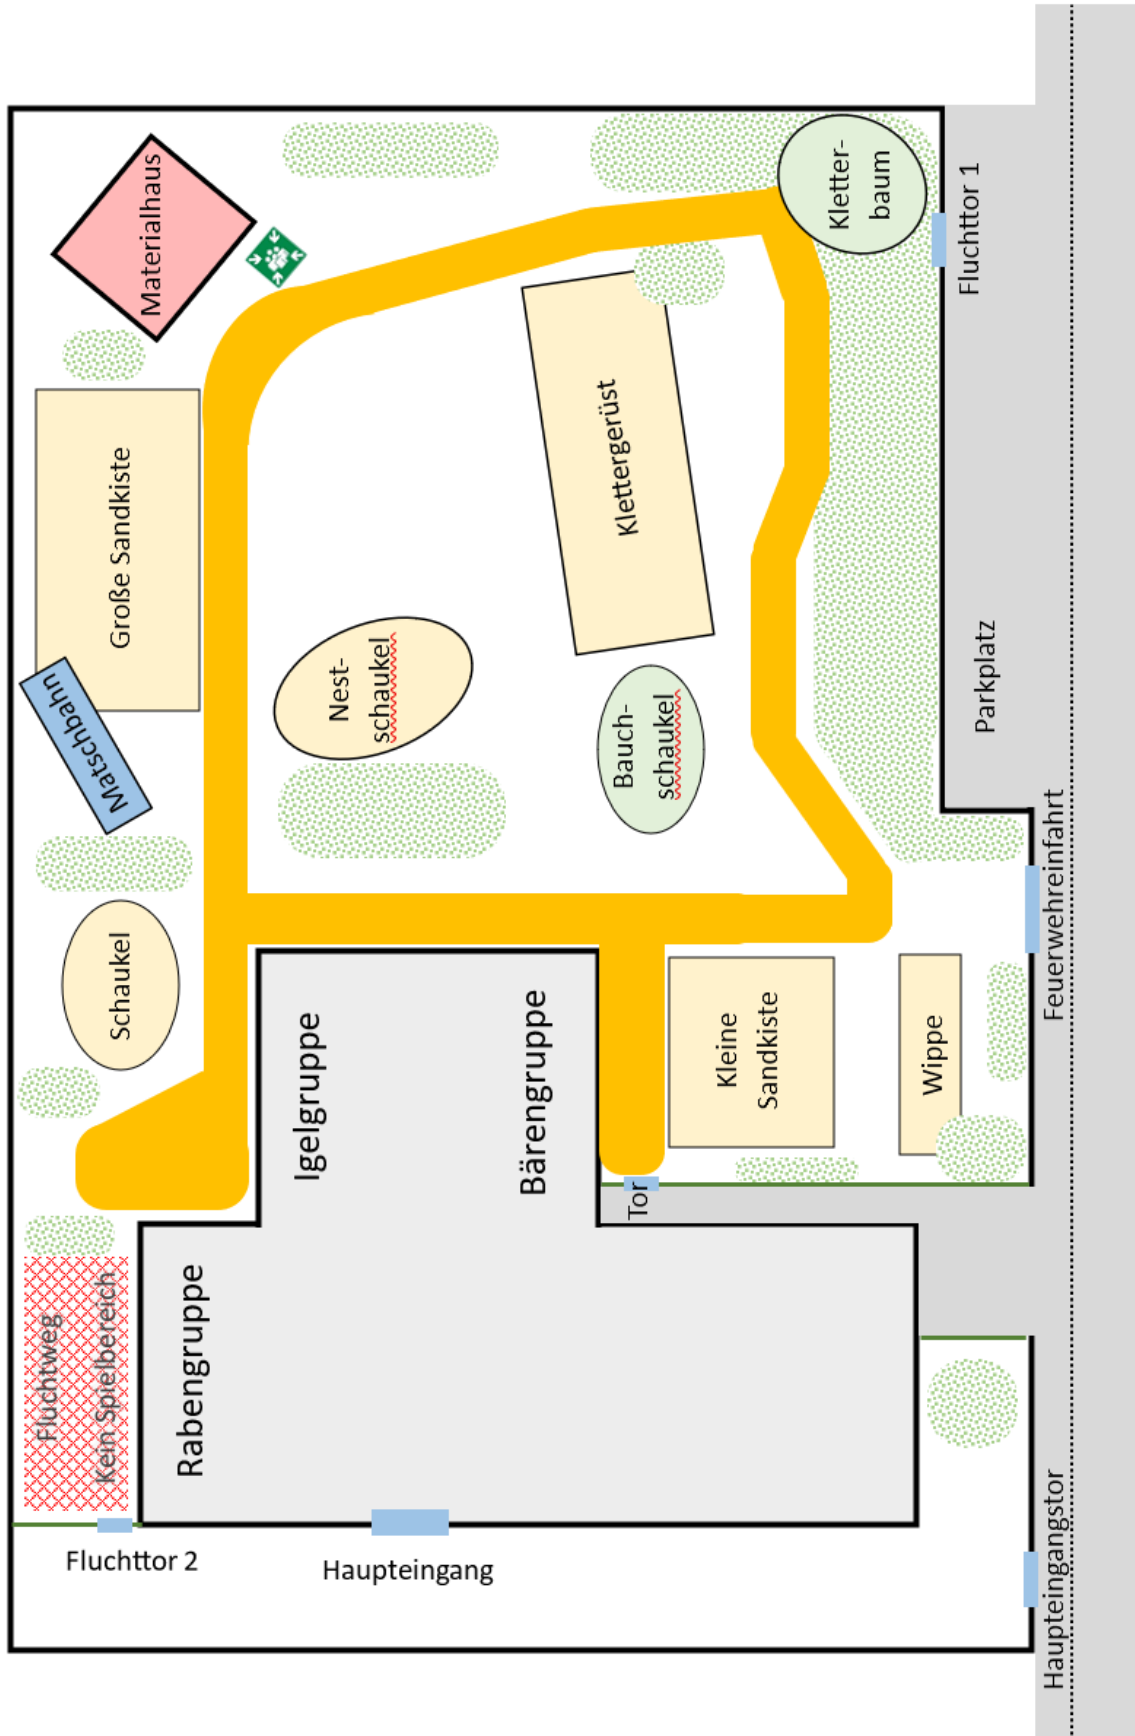 Materialhaus
Kletter-
baum
Fluchttor 1
Große Sandkiste
Klettergerüst
Matschbahn
Nest-
schaukel
Bauch-
schaukel
Parkplatz
Schaukel
Igelgruppe
Bärengruppe
Kleine
Sandkiste
Wippe
Feuerwehreinfahrt
Tor
Fluchtweg
Kein Spielbereich
Rabengruppe
Fluchttor 2
Haupteingang
Haupteingangstor